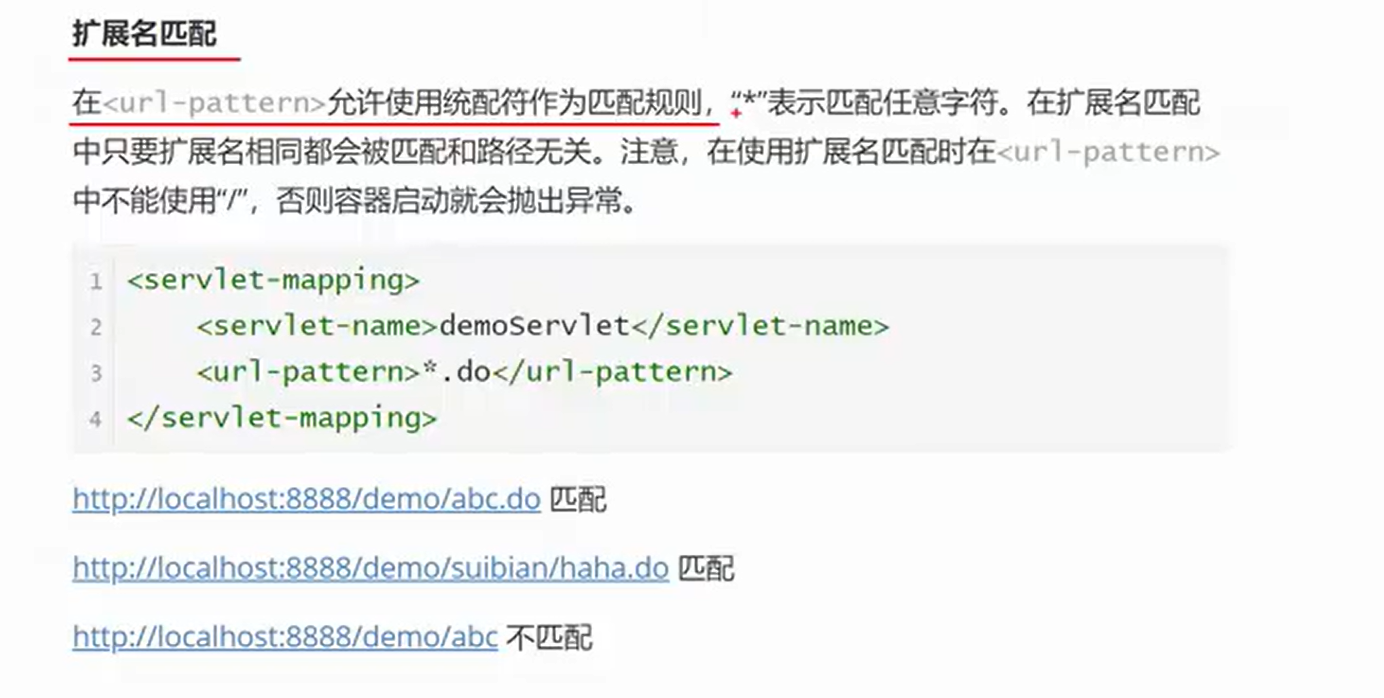 扩展名匹配
在<url-pattern>允许使用统配符作为匹配规则，“*”表示匹配任意字符。在扩展名匹配
中只要扩展名相同都会被匹配和路径无关。注意，在使用扩展名匹配时在<url-pattern>
中不能使用“/”，否则容器启动就会抛出异常。
1 <servlet-mapping>
2 <servlet-name>demoServlet</servlet-name>
3 <url-pattern>*.do</url-pattern>
4 </servlet-mapping>
http://localhost:8888/demo/abc.do 匹配
http://localhost:8888/demo/suibian/haha.do 匹配
http://localhost:8888/demo/abc 不匹配